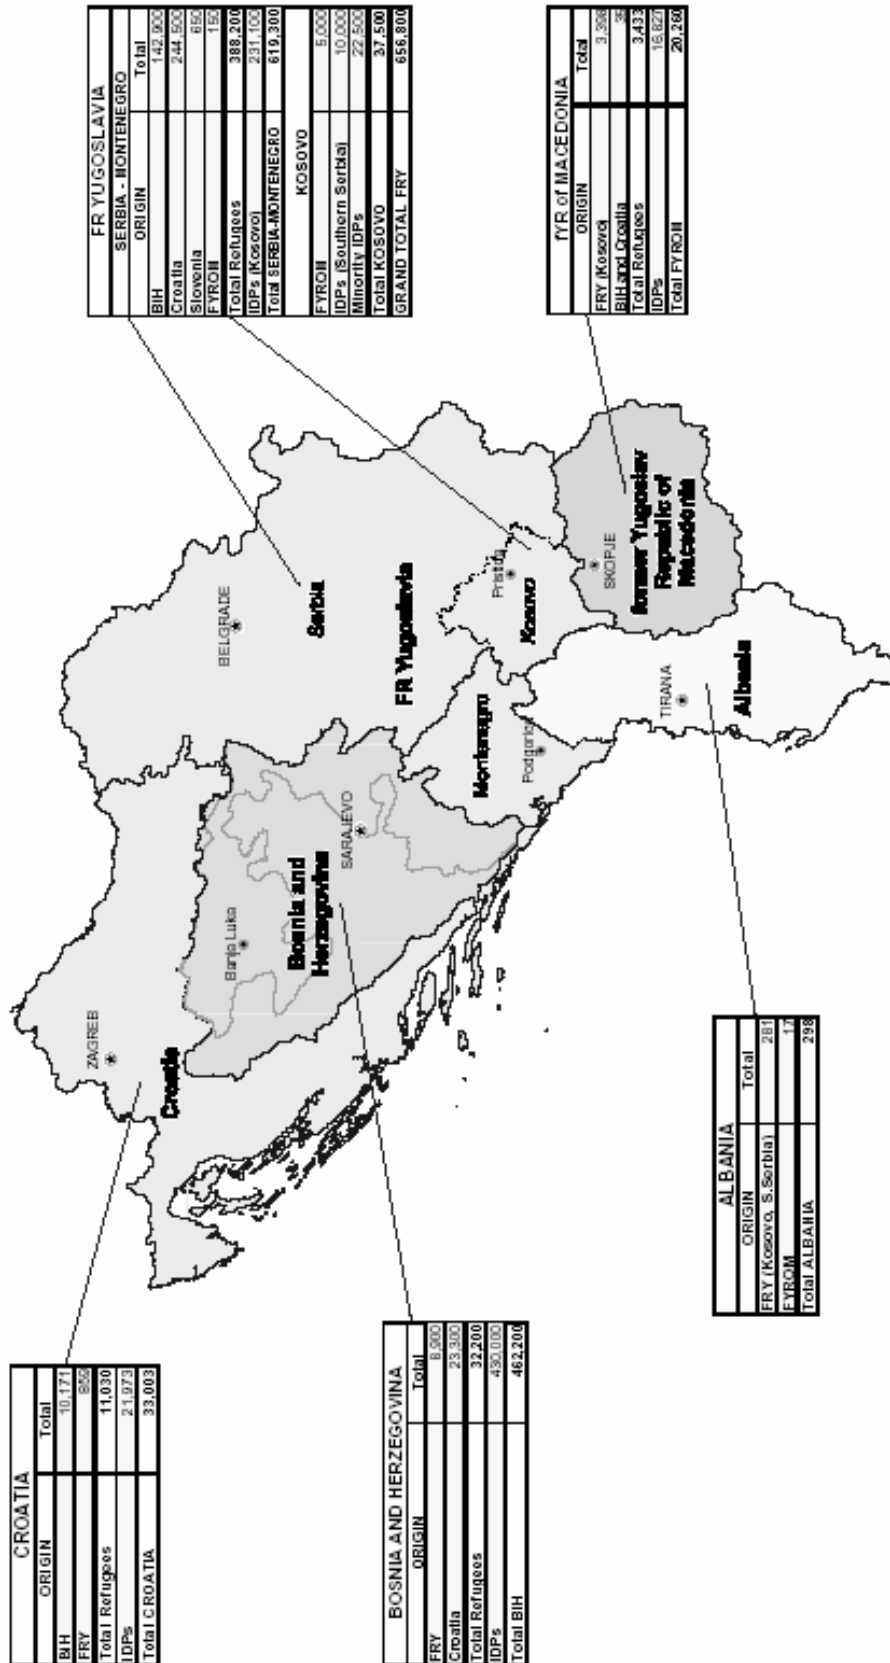 CROATIA
ORIGIN Total
BIH 10,171
FRY 859
Total Refugees 11,030
IDPs 21,973
Total CROATIA 33,003
BOSNIA AND HERZEGOVINA
ORIGIN Total
FRY 8,900
Croatia 23,300
Total Refugees 32,200
IDPs 430,000
Total BIH 462,200
ALBANIA
ORIGIN Total
FRY (Kosovo, S.Serbia) 281
FYROM 17
Total ALBANIA 298
FR YUGOSLAVIA
SERBIA - MONTENEGRO
ORIGIN Total
BIH 142,900
Croatia 244,500
Slovenia 650
FYROM 150
Total Refugees 388,200
IDPs (Kosovo) 231,100
Total SERBIA-MONTENEGRO 619,300
KOSOVO
FYROM 5,000
IDPs (Southern Serbia) 10,000
Minority IDPs 22,500
Total KOSOVO 37,500
GRAND TOTAL FRY 656,800
fYR of MACEDONIA
ORIGIN Total
FRY (Kosovo) 3,398
BIH and Croatia 35
Total Refugees 3,433
IDPs 16,827
Total FYROM 20,260
ZAGREB
Croatia
Banja Luka
Bosnia and
Herzegovina
SARAJEVO
BELGRADE
Serbia
FR Yugoslavia
Montenegro
Podgorica
Pristina
Kosovo
SKOPJE
former Yugoslav
Republic of
Macedonia
TIRANA
Albania